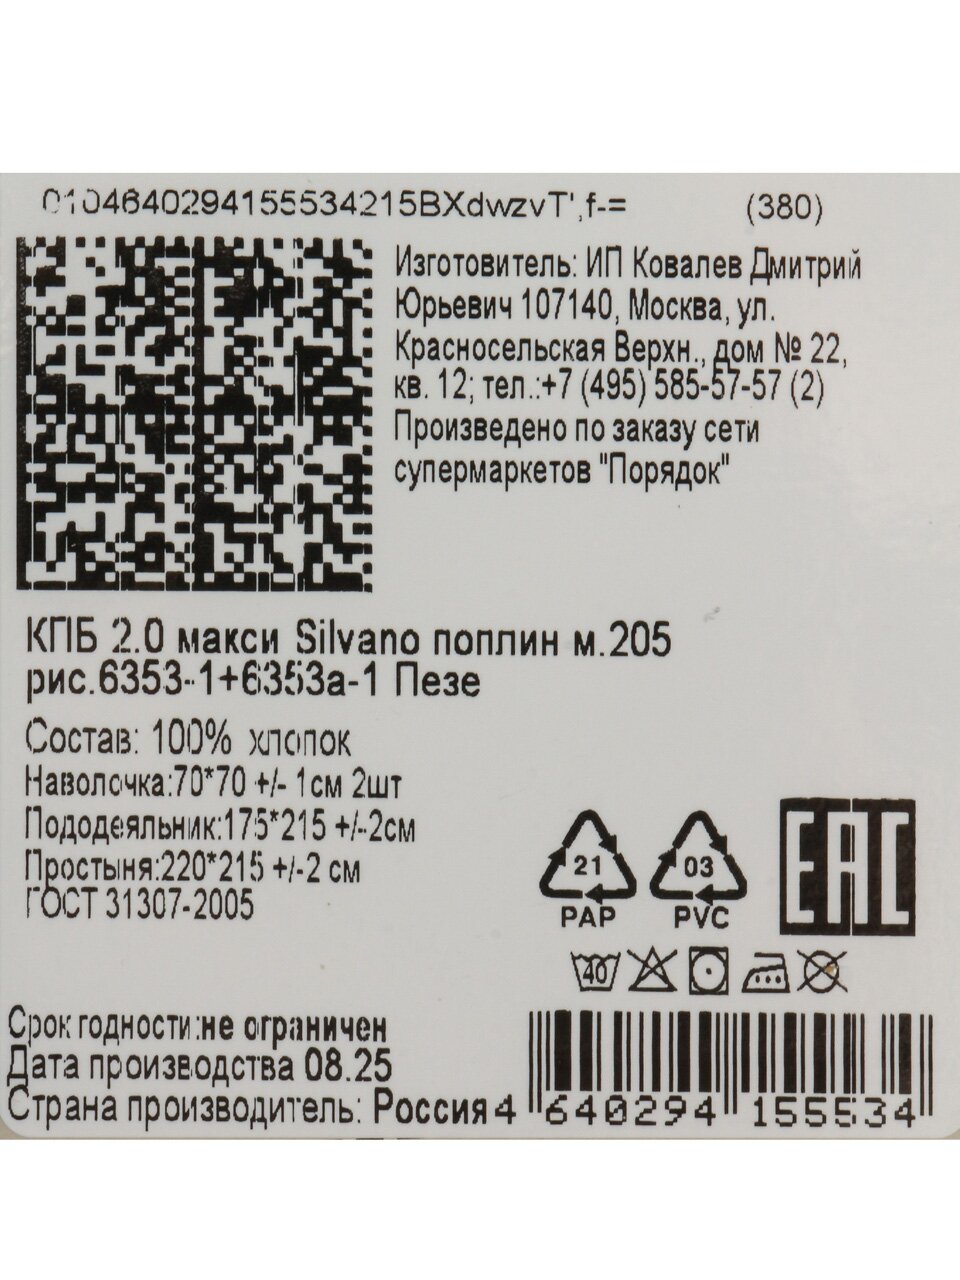 0104640294155534215BXdwzvT',f-=
(380)
Изготовитель: ИП Ковалев Дмитрий
Юрьевич 107140, Москва, ул.
Красносельская Верхн., дом № 22,
кв. 12; тел.:+7 (495) 585-57-57 (2)
Произведено по заказу сети
супермаркетов "Порядок"
КПБ 2.0 макси Silvano поплин м.205
рис.6353-1+6353а-1 Пезе
Состав: 100% хлопок
Наволочка:70*70 +/- 1см 2шт
Пододеяльник:175*215 +/-2см
Простыня:220*215 +/-2 см
ГОСТ 31307-2005
21 03
PAP PVC
EAC
40
Срок годности:не ограничен
Дата производства 08.25
Страна производитель: Россия
4 640294 155534